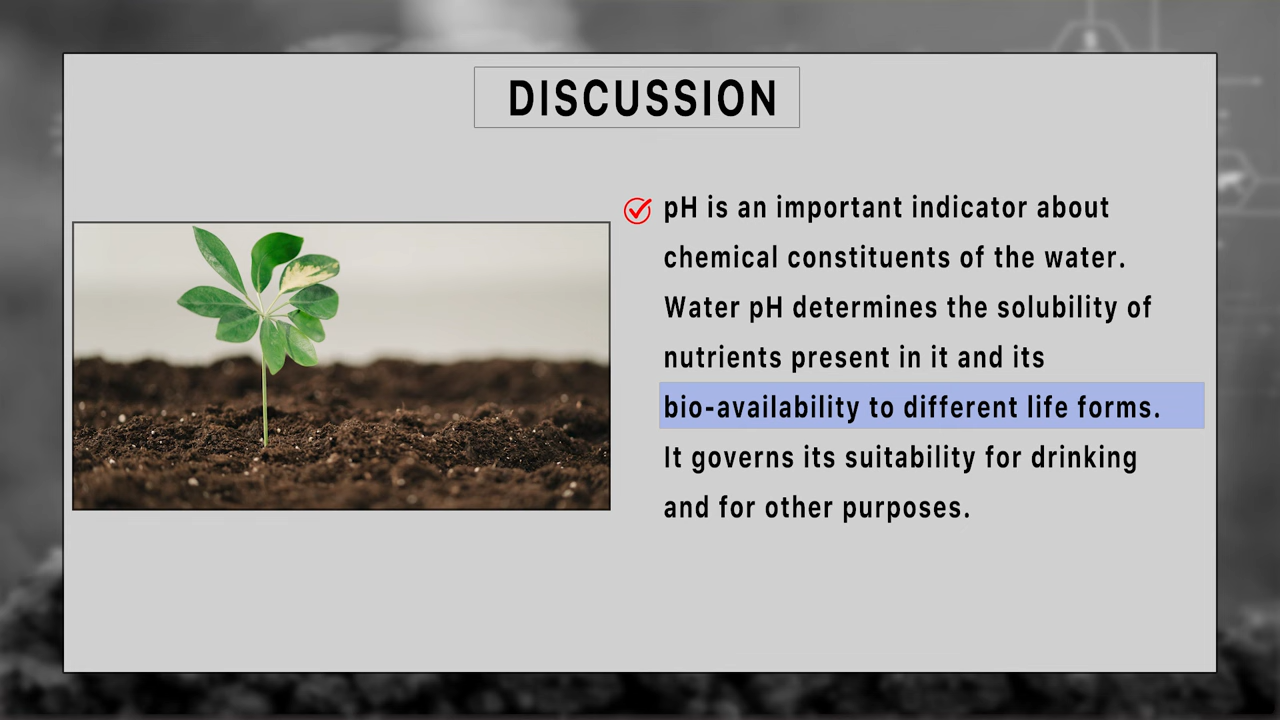 DISCUSSION
pH is an important indicator about
chemical constituents of the water.
Water pH determines the solubility of
nutrients present in it and its
bio-availability to different life forms.
It governs its suitability for drinking
and for other purposes.